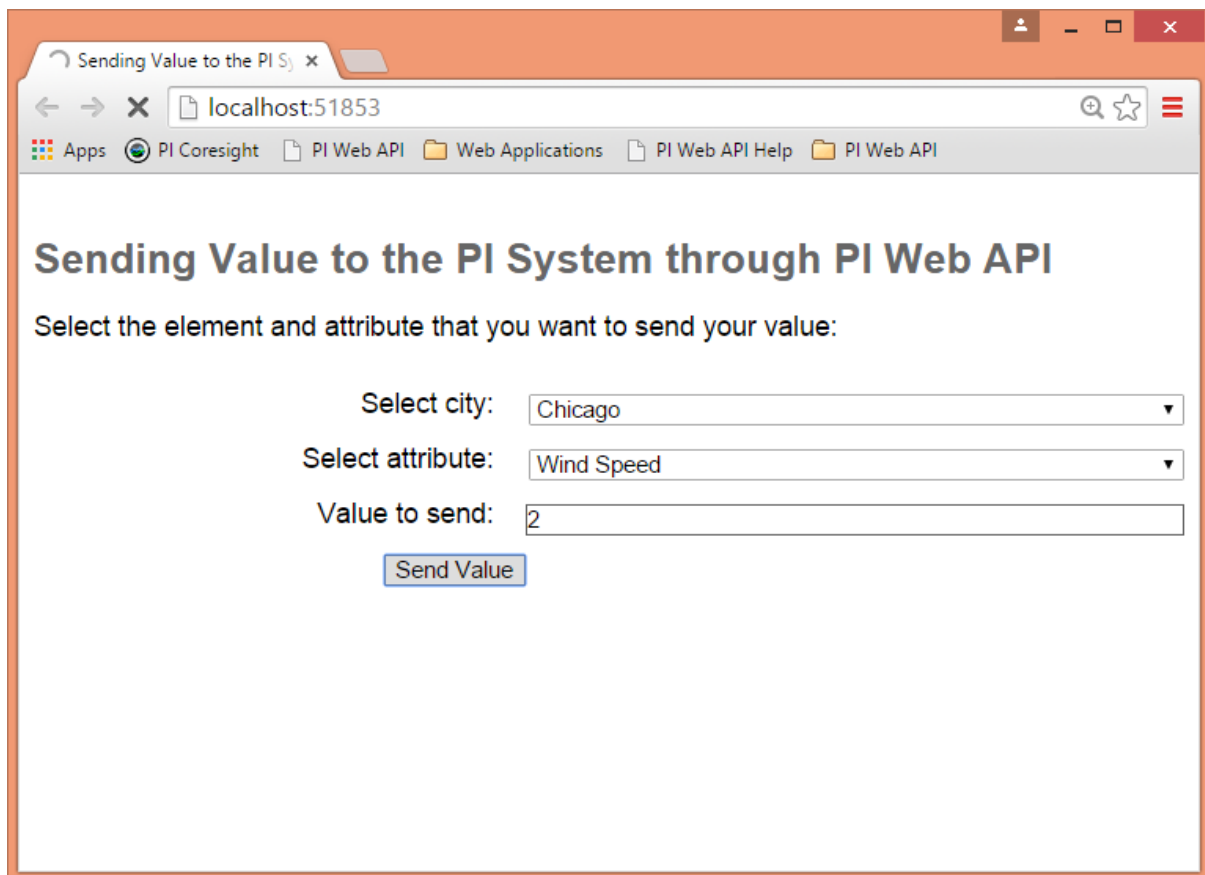 Sending Value to the PI Sy
localhost:51853
Apps PI Coresight PI Web API Web Applications PI Web API Help PI Web API
Sending Value to the PI System through PI Web API
Select the element and attribute that you want to send your value:
Select city: Chicago
Select attribute: Wind Speed
Value to send: 2
Send Value